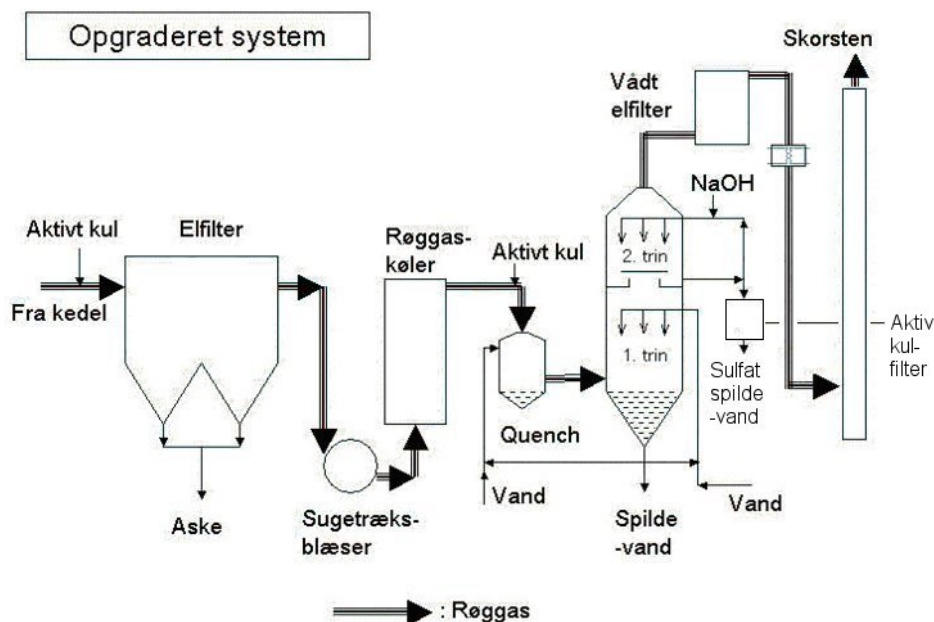 Opgraderet system
Skorsten
Vådt
elfilter
NaOH
Aktivt kul
Elfilter
Røggas-
køler
Aktivt kul
2. trin
Fra kedel
1. trin
Aktiv
kul-
filter
Sulfat
spilde
-vand
Quench
Vand
Vand
Aske
Sugetræks-
blæser
Spilde
-vand
: Røggas